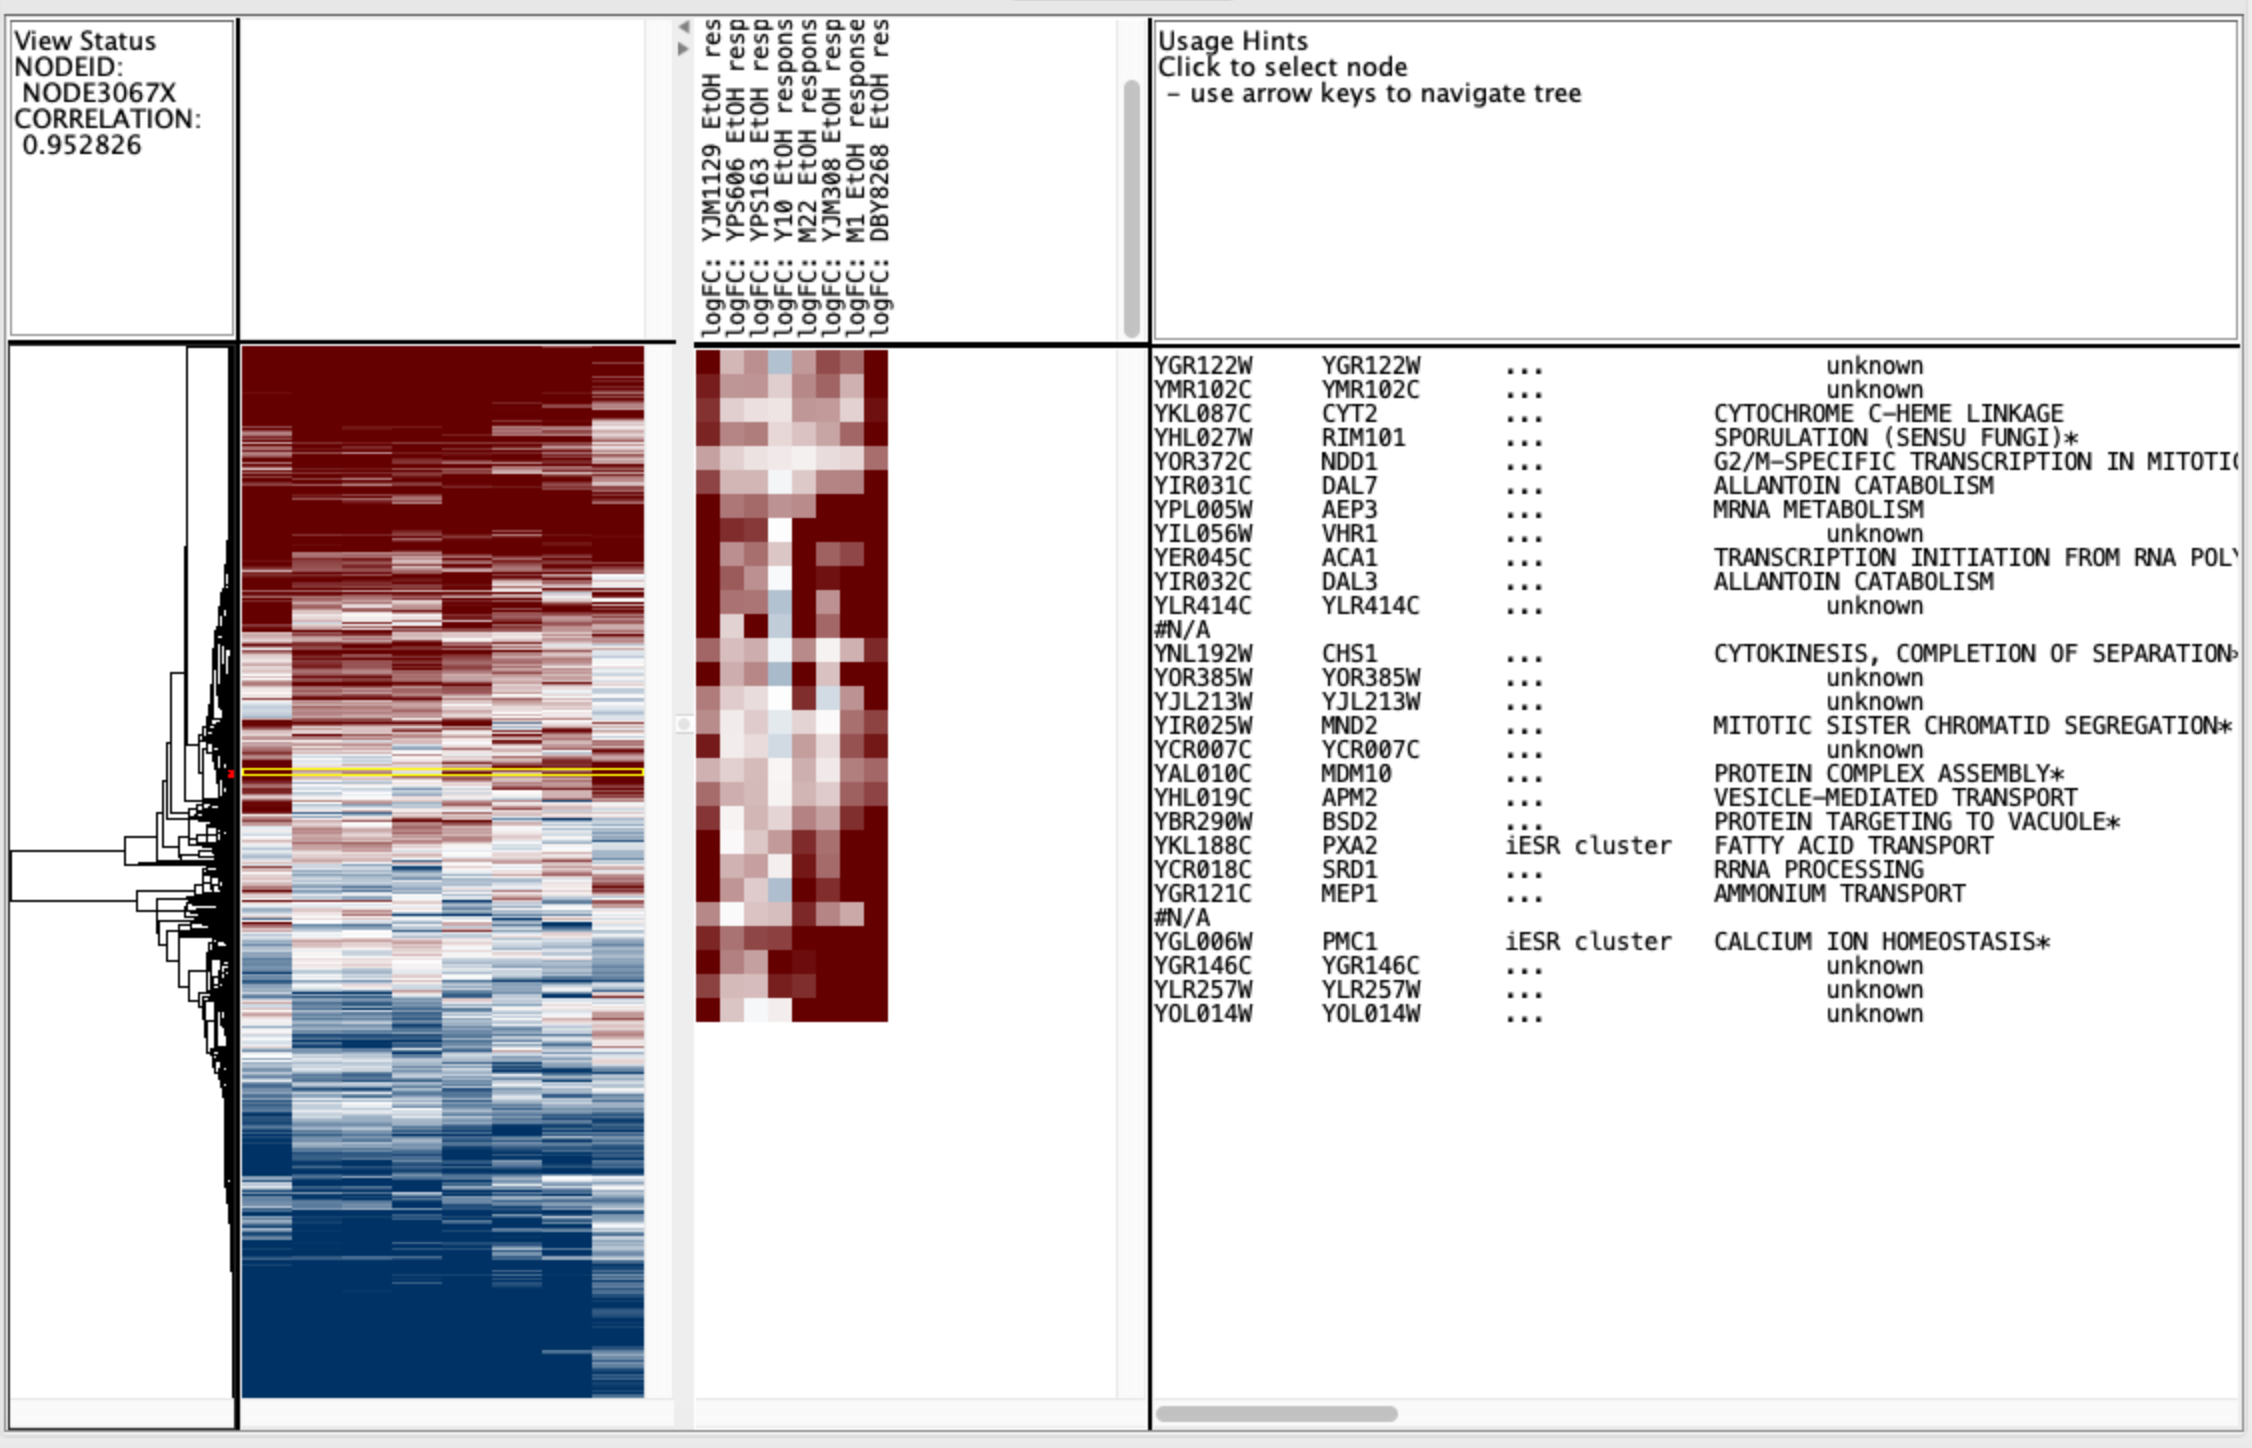 View Status
NODEID:
NODE3067X
CORRELATION:
0.952826
logFC: YJM1129 EtOH res
logFC: YPS606 EtOH resp
logFC: YPS163 EtOH resp
logFC: Y10 EtOH respons
logFC: M22 EtOH respons
logFC: YJM308 EtOH resp
logFC: M1 EtOH response
logFC: DBY8268 EtOH res
Usage Hints
Click to select node
– use arrow keys to navigate tree
YGR122W YGR122W ... unknown
YMR102C YMR102C ... unknown
YKL087C CYT2 ... CYTOCHROME C–HEME LINKAGE
YHL027W RIM101 ... SPORULATION (SENSU FUNGI)*
YOR372C NDD1 ... G2/M–SPECIFIC TRANSCRIPTION IN MITOTIC
YIR031C DAL7 ... ALLANTOIN CATABOLISM
YPL005W AEP3 ... MRNA METABOLISM
YIL056W VHR1 ... unknown
YER045C ACA1 ... TRANSCRIPTION INITIATION FROM RNA POLY
YIR032C DAL3 ... ALLANTOIN CATABOLISM
YLR414C YLR414C ... unknown
#N/A
YNL192W CHS1 ... CYTOKINESIS, COMPLETION OF SEPARATION*
YOR385W YOR385W ... unknown
YJL213W YJL213W ... unknown
YIR025W MND2 ... MITOTIC SISTER CHROMATID SEGREGATION*
YCR007C YCR007C ... unknown
YAL010C MDM10 ... PROTEIN COMPLEX ASSEMBLY*
YHL019C APM2 ... VESICLE–MEDIATED TRANSPORT
YBR290W BSD2 ... PROTEIN TARGETING TO VACUOLE*
YKL188C PXA2 iESR cluster FATTY ACID TRANSPORT
YCR018C SRD1 ... RRNA PROCESSING
YGR121C MEP1 ... AMMONIUM TRANSPORT
#N/A
YGL006W PMC1 iESR cluster CALCIUM ION HOMEOSTASIS*
YGR146C YGR146C ... unknown
YLR257W YLR257W ... unknown
YOL014W YOL014W ... unknown